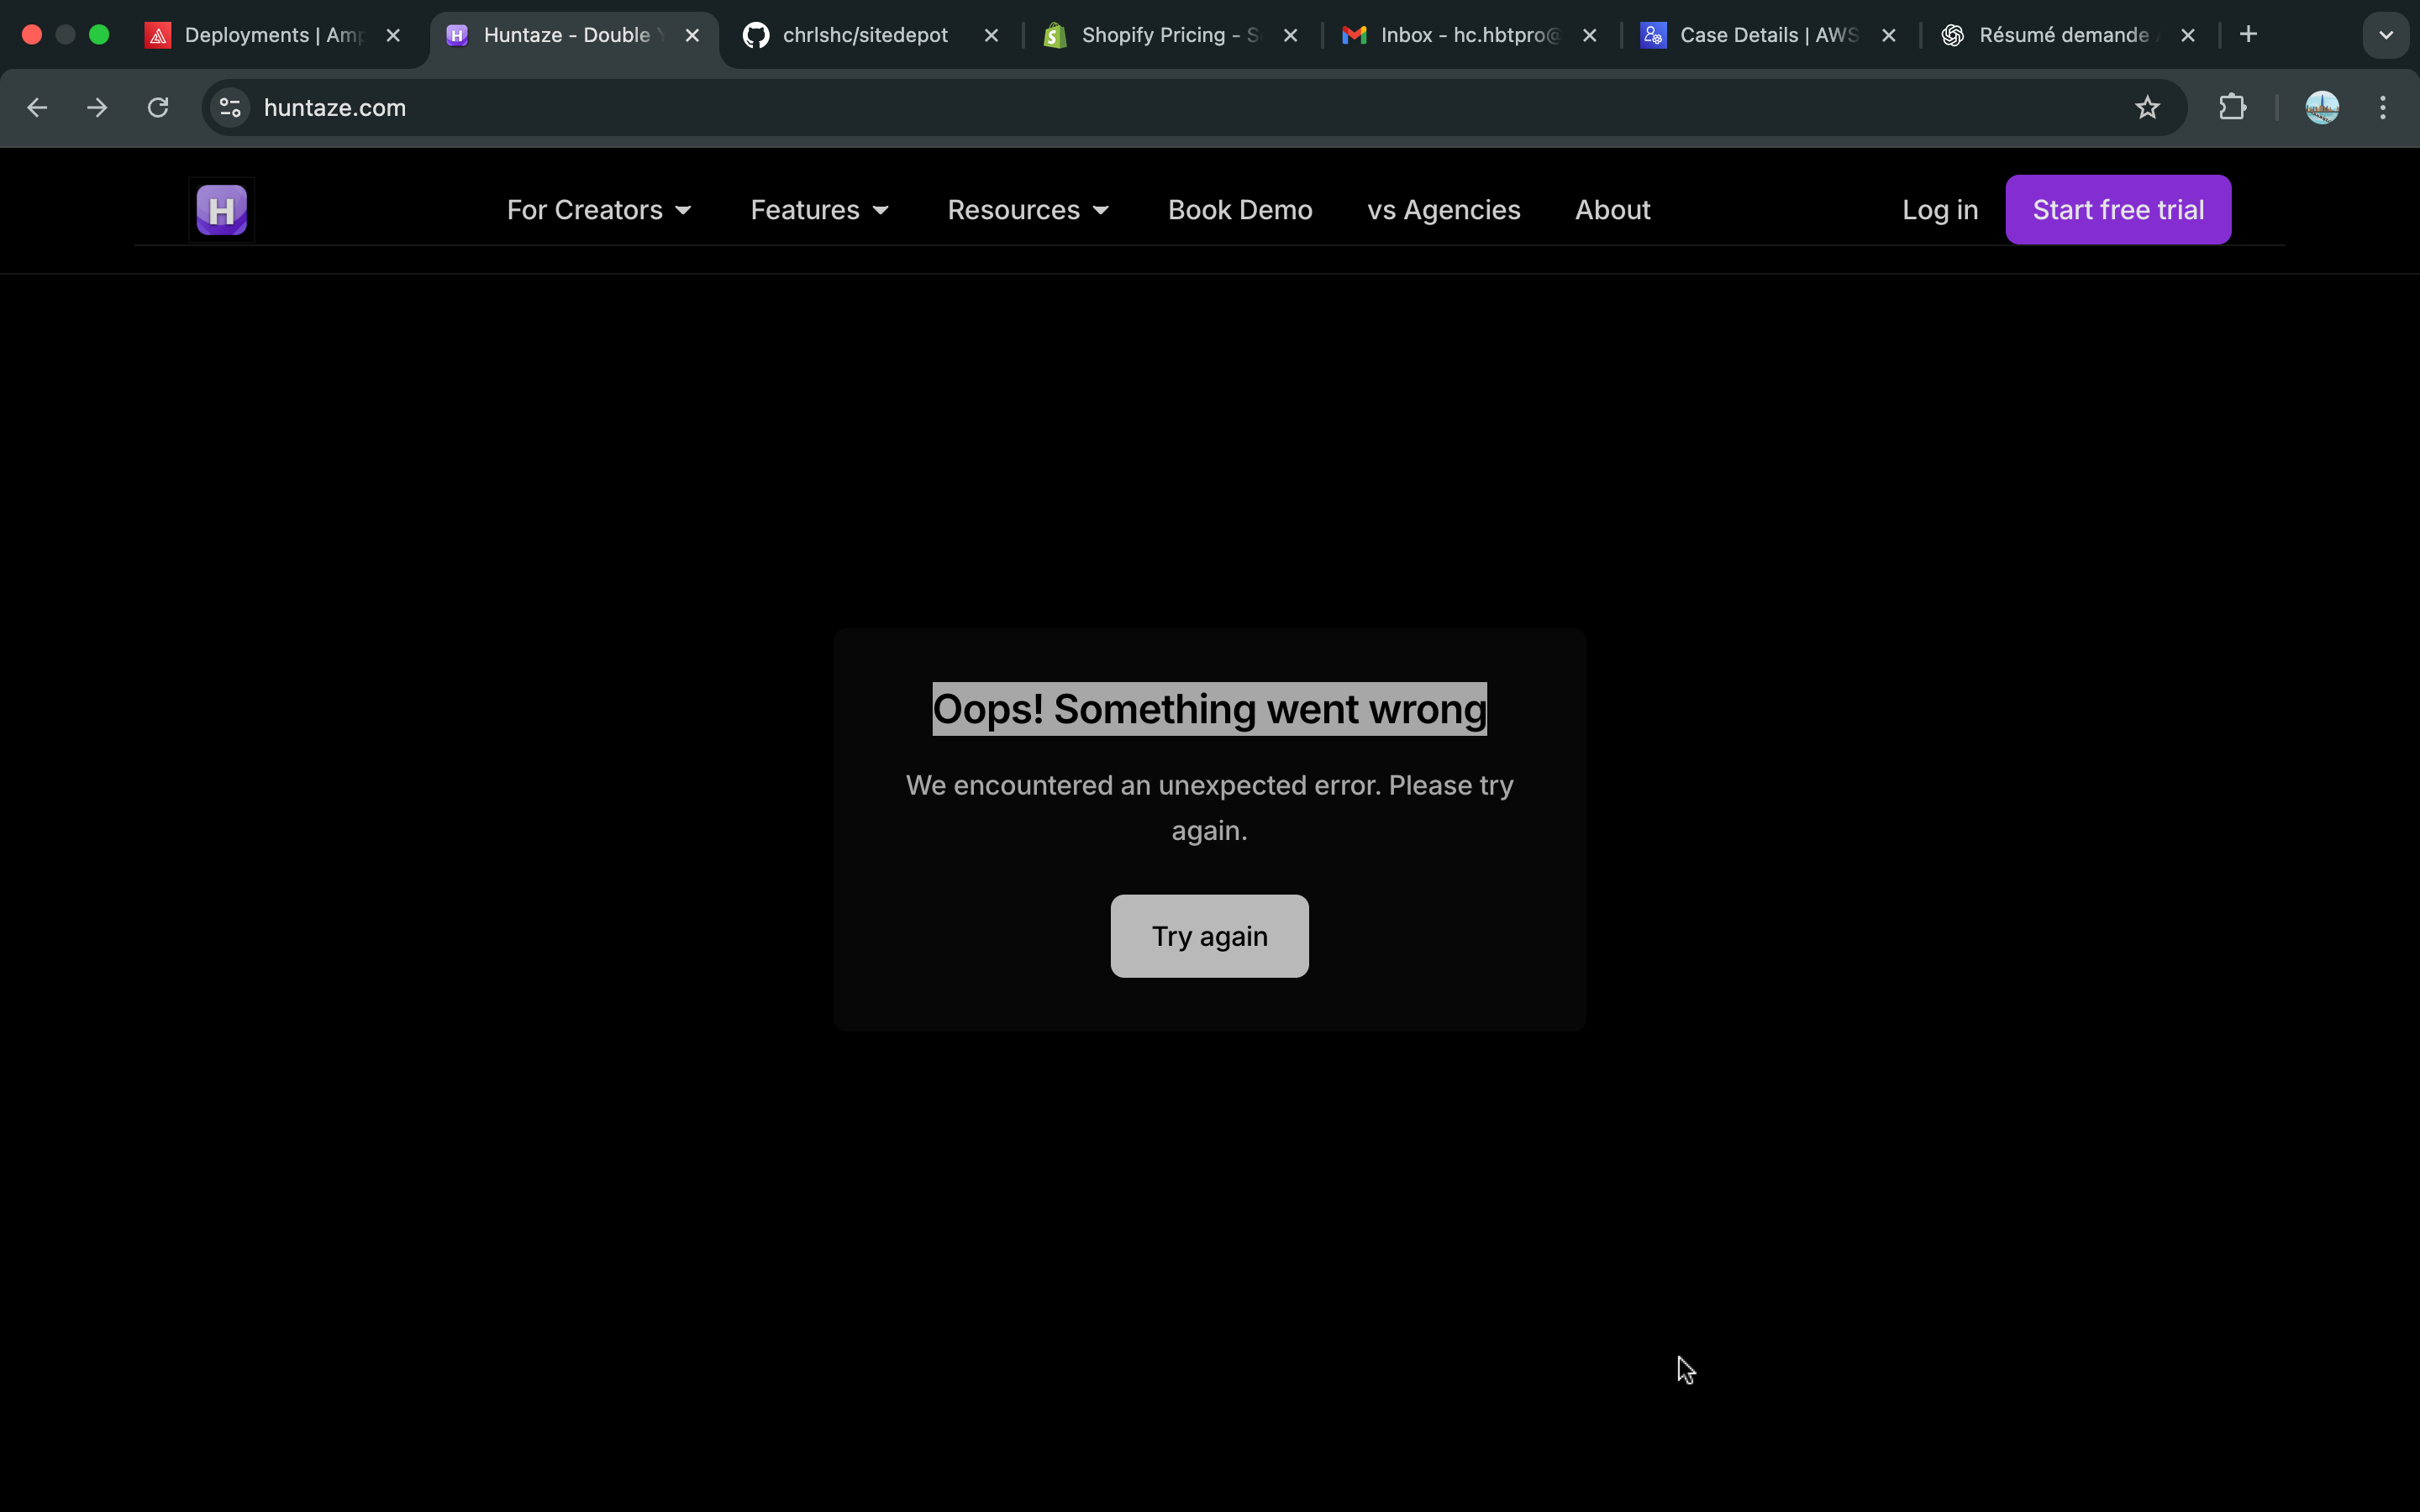 Deployments | Amp
Huntaze - Double
chrlshc/sitedepot
Shopify Pricing - S
Inbox - hc.hbtpro@
Case Details | AWS
Résumé demande
huntaze.com
H
For Creators
Features
Resources
Book Demo
vs Agencies
About
Log in
Start free trial
Oops! Something went wrong
We encountered an unexpected error. Please try
again.
Try again